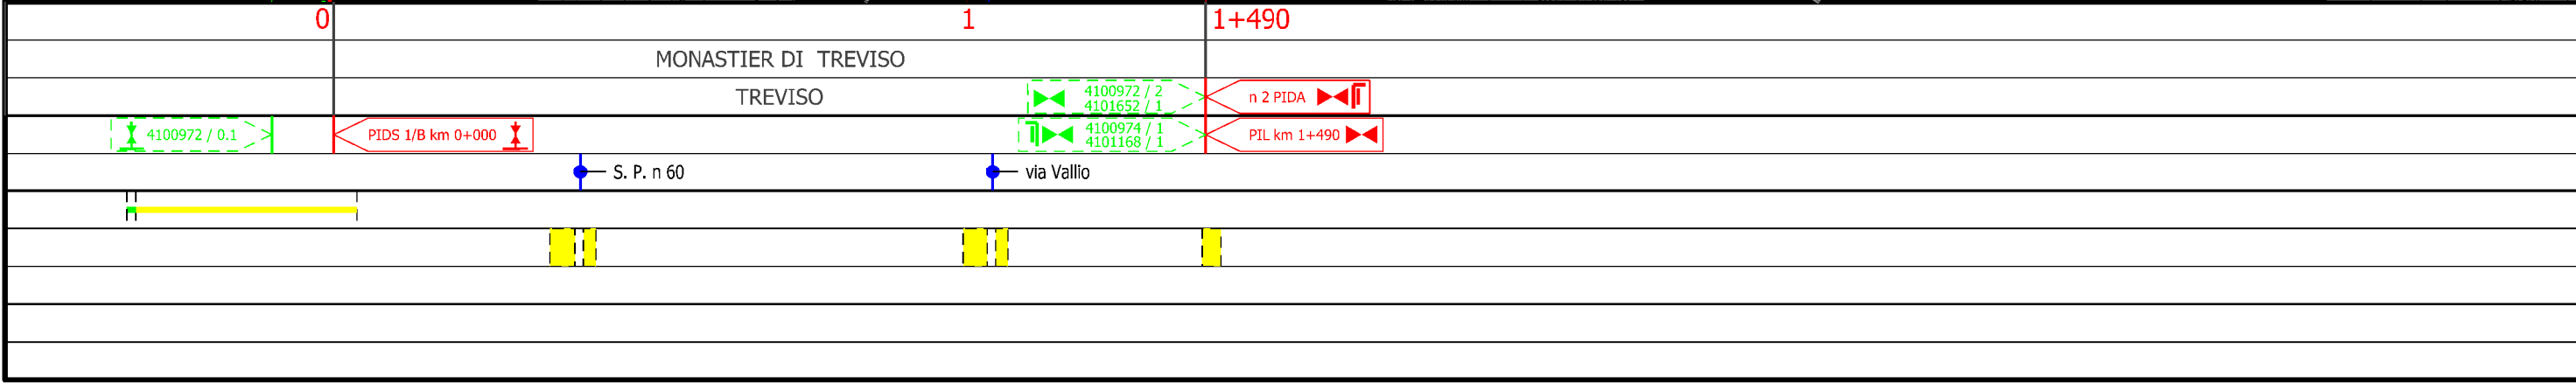 0 1 1+490
MONASTIER DI TREVISO
TREVISO
4100972 / 2
4101652 / 1
n 2 PIDA
4100972 / 0.1
PIDS 1/B km 0+000
4100974 / 1
4101168 / 1
PIL km 1+490
S. P. n 60
via Vallio